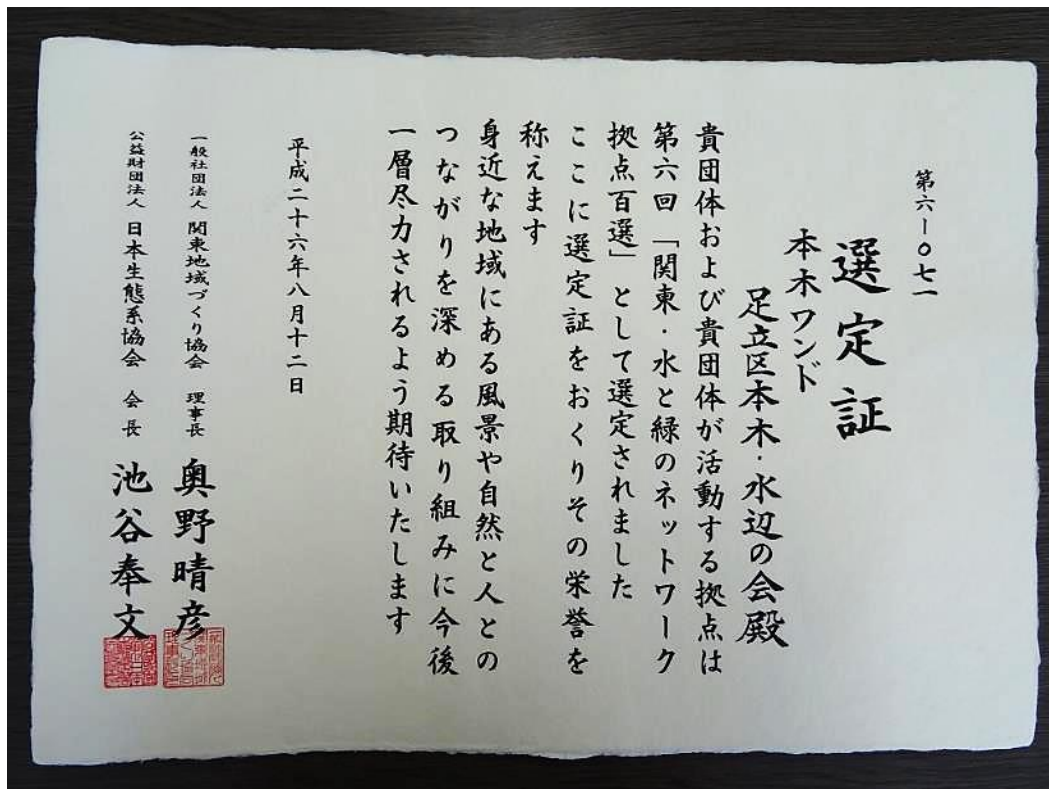 第六ー〇七一
選定証
本木ワンド
足立区本木・水辺の会殿
貴団体および貴団体が活動する拠点は
第六回「関東・水と緑のネットワーク
拠点百選」として選定されました
ここに選定証をおくりその栄誉を
称えます
身近な地域にある風景や自然と人との
つながりを深める取り組みに今後
一層尽力されるよう期待いたします
平成二十六年八月十二日
一般社団法人 関東地域づくり協会 理事長 奥野晴彦
公益財団法人 日本生態系協会 会長 池谷奉文